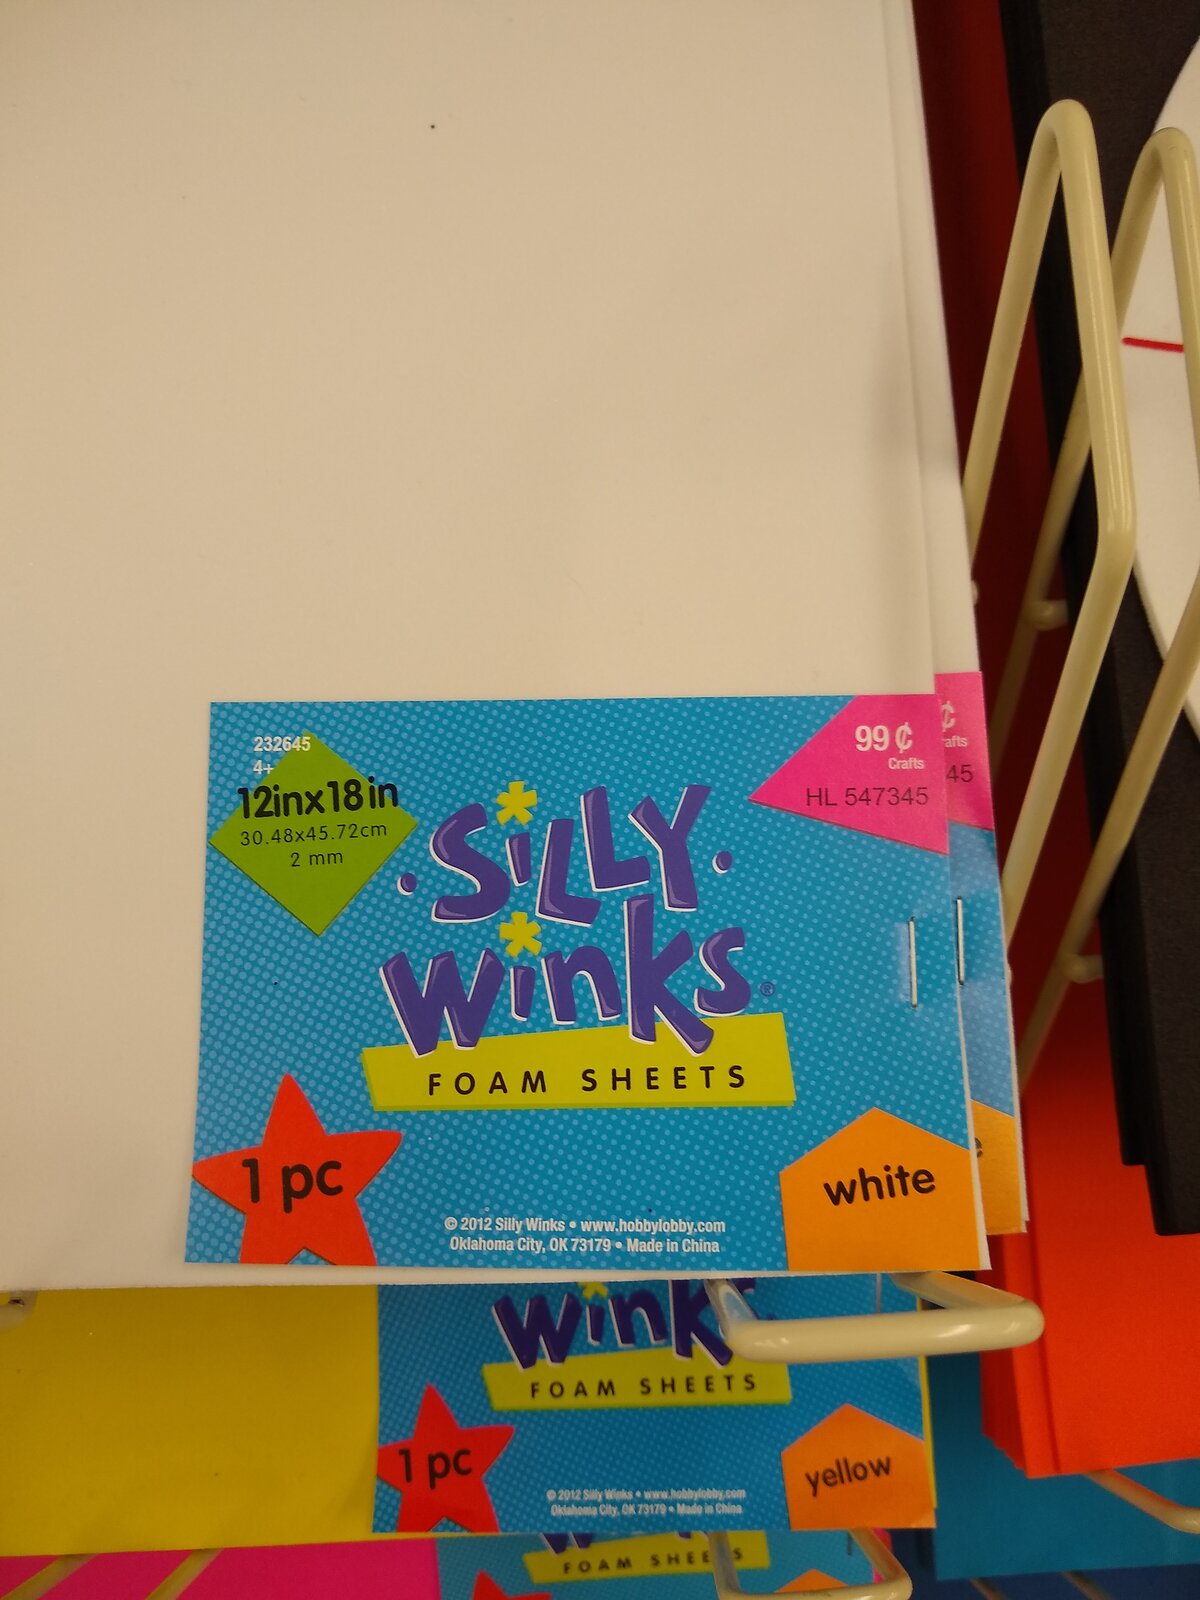 232645
4+
12inx18in
30.48x45.72cm
2 mm
99¢
Crafts
HL 547345
¢
afts
45
SiLLY
Winks®
FOAM SHEETS
1 pc
white
e
© 2012 Silly Winks • www.hobbylobby.com
Oklahoma City, OK 73179 • Made in China
Winks
FOAM SHEETS
1 pc
yellow
© 2012 Silly Winks • www.hobbylobby.com
Oklahoma City, OK 73179 • Made in China
FOAM SHEETS